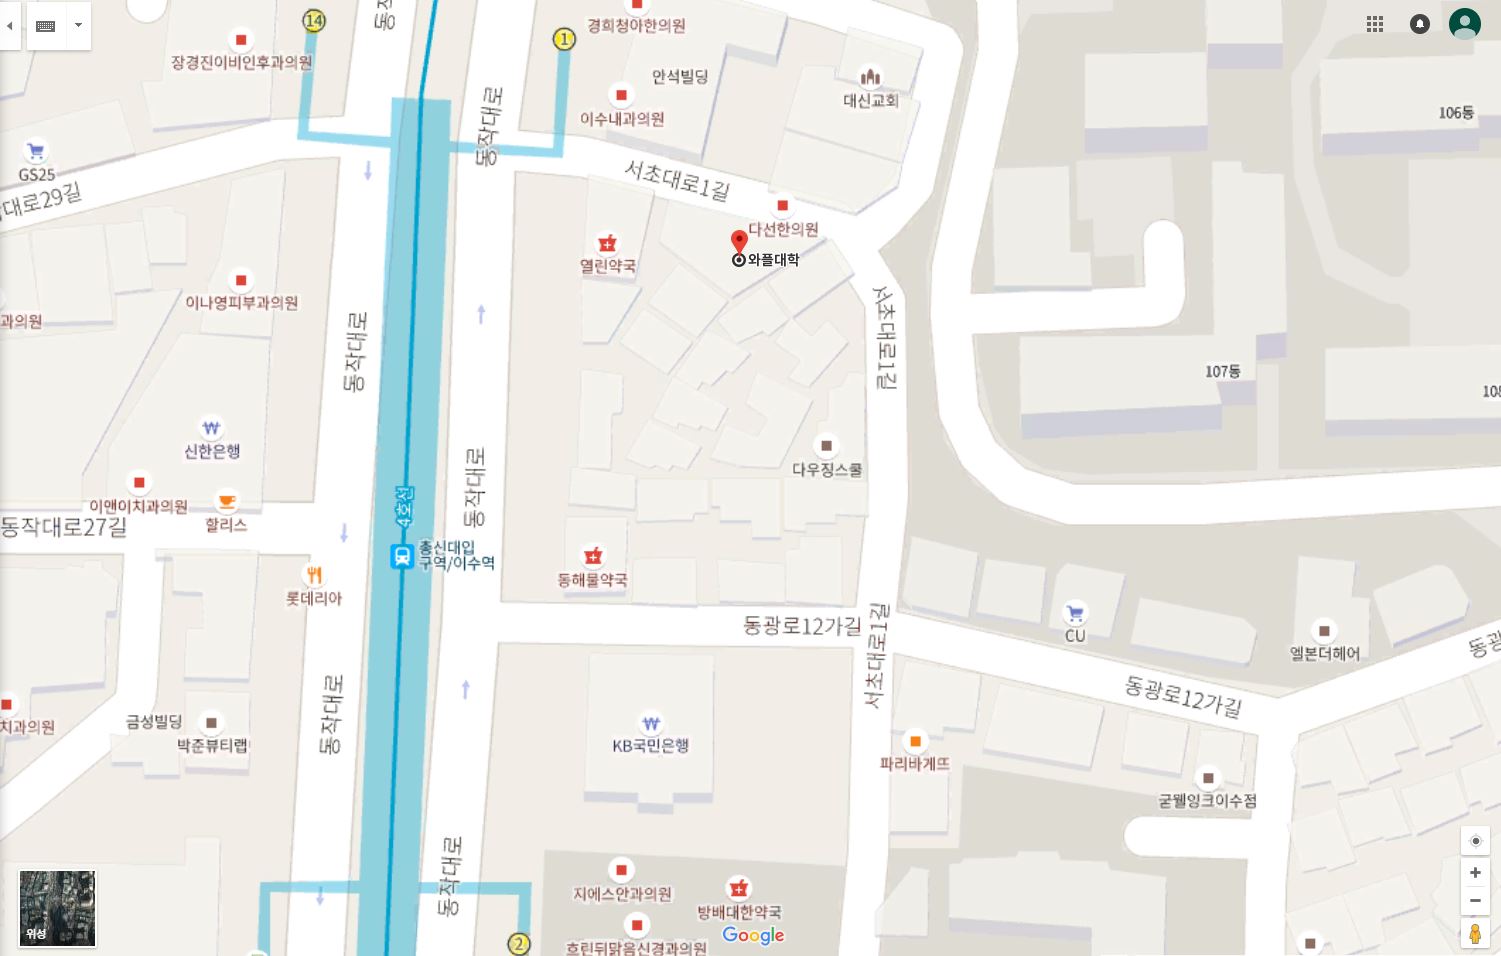 14
동작대로
1
경희청아한의원
장경진이비인후과의원
안석빌딩
대신교회
이수내과의원
동작대로
106동
GS25
대로29길
서초대로1길
다선한의원
와플대학
열린약국
이나영피부과의원
과의원
동작대로
서초대로1길
107동
신한은행
다우징스쿨
동작대로
이앤이치과의원
할리스
동작대로27길
4호선
총신대입
구역/이수역
동해물약국
롯데리아
동광로12가길
서초대로1길
CU
엘본더헤어
동광
동광로12가길
동작대로
치과의원
금성빌딩
박준뷰티랩
KB국민은행
파리바게뜨
굳웰잉크이수점
동작대로
지에스안과의원
방배대한약국
위성
Google
2
흐린뒤맑음신경과의원